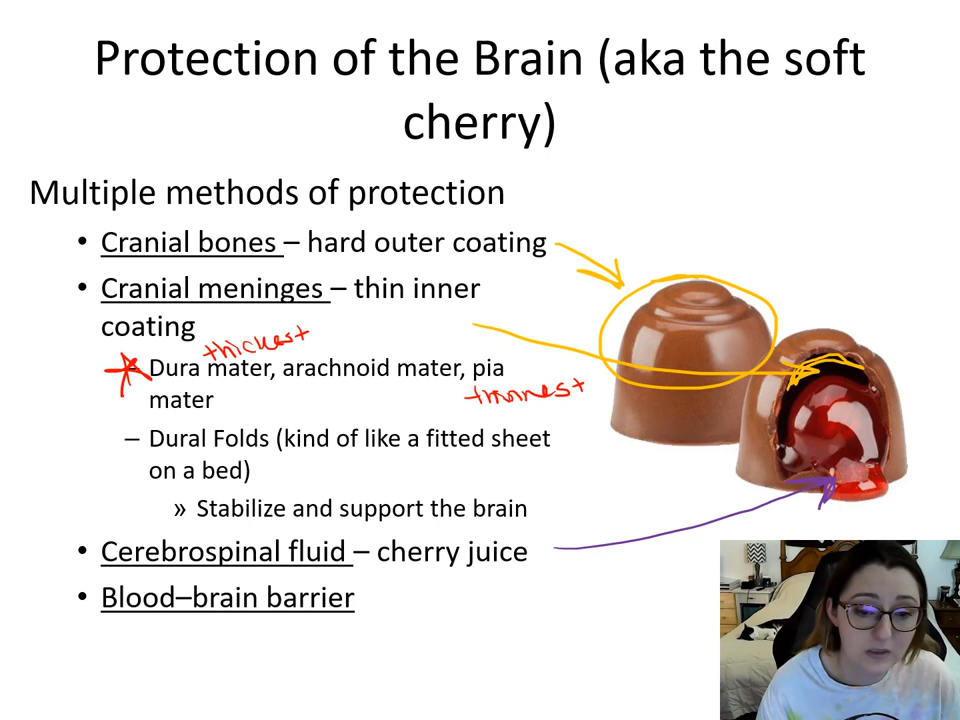 Protection of the Brain (aka the soft
cherry)
Multiple methods of protection
• Cranial bones – hard outer coating
• Cranial meninges – thin inner
coating
thickest
– Dura mater, arachnoid mater, pia
thinnest
mater
– Dural Folds (kind of like a fitted sheet
on a bed)
» Stabilize and support the brain
• Cerebrospinal fluid – cherry juice
• Blood–brain barrier